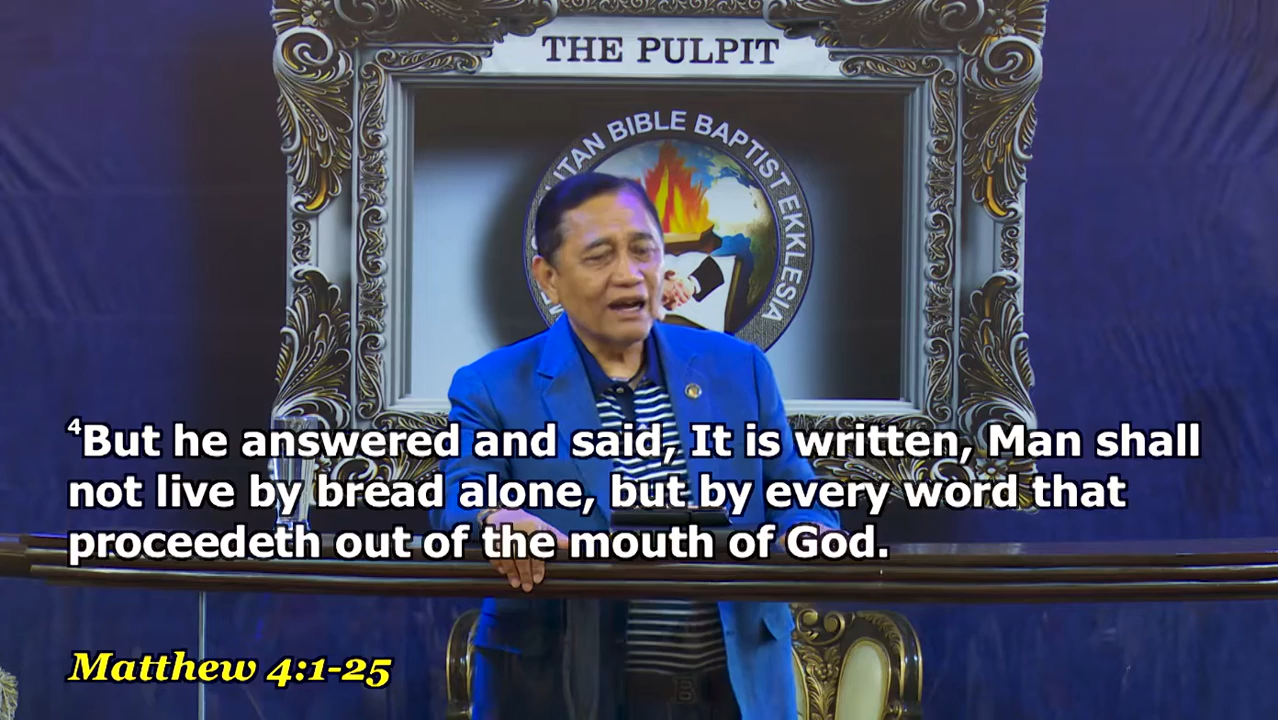 THE PULPIT
BIBLE BAPTIST EKKLESIA
4But he answered and said, It is written, Man shall
not live by bread alone, but by every word that
proceedeth out of the mouth of God.
Matthew 4:1-25